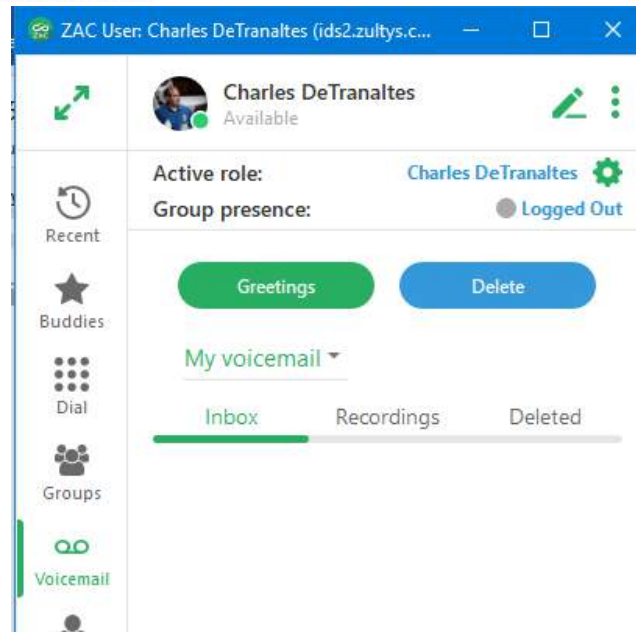 ZAC User: Charles DeTranaltes (ids2.zultys.c...
Charles DeTranaltes
Available
Active role: Charles DeTranaltes
Group presence: Logged Out
Recent
Buddies
Dial
Groups
Voicemail
Greetings Delete
My voicemail
Inbox Recordings Deleted